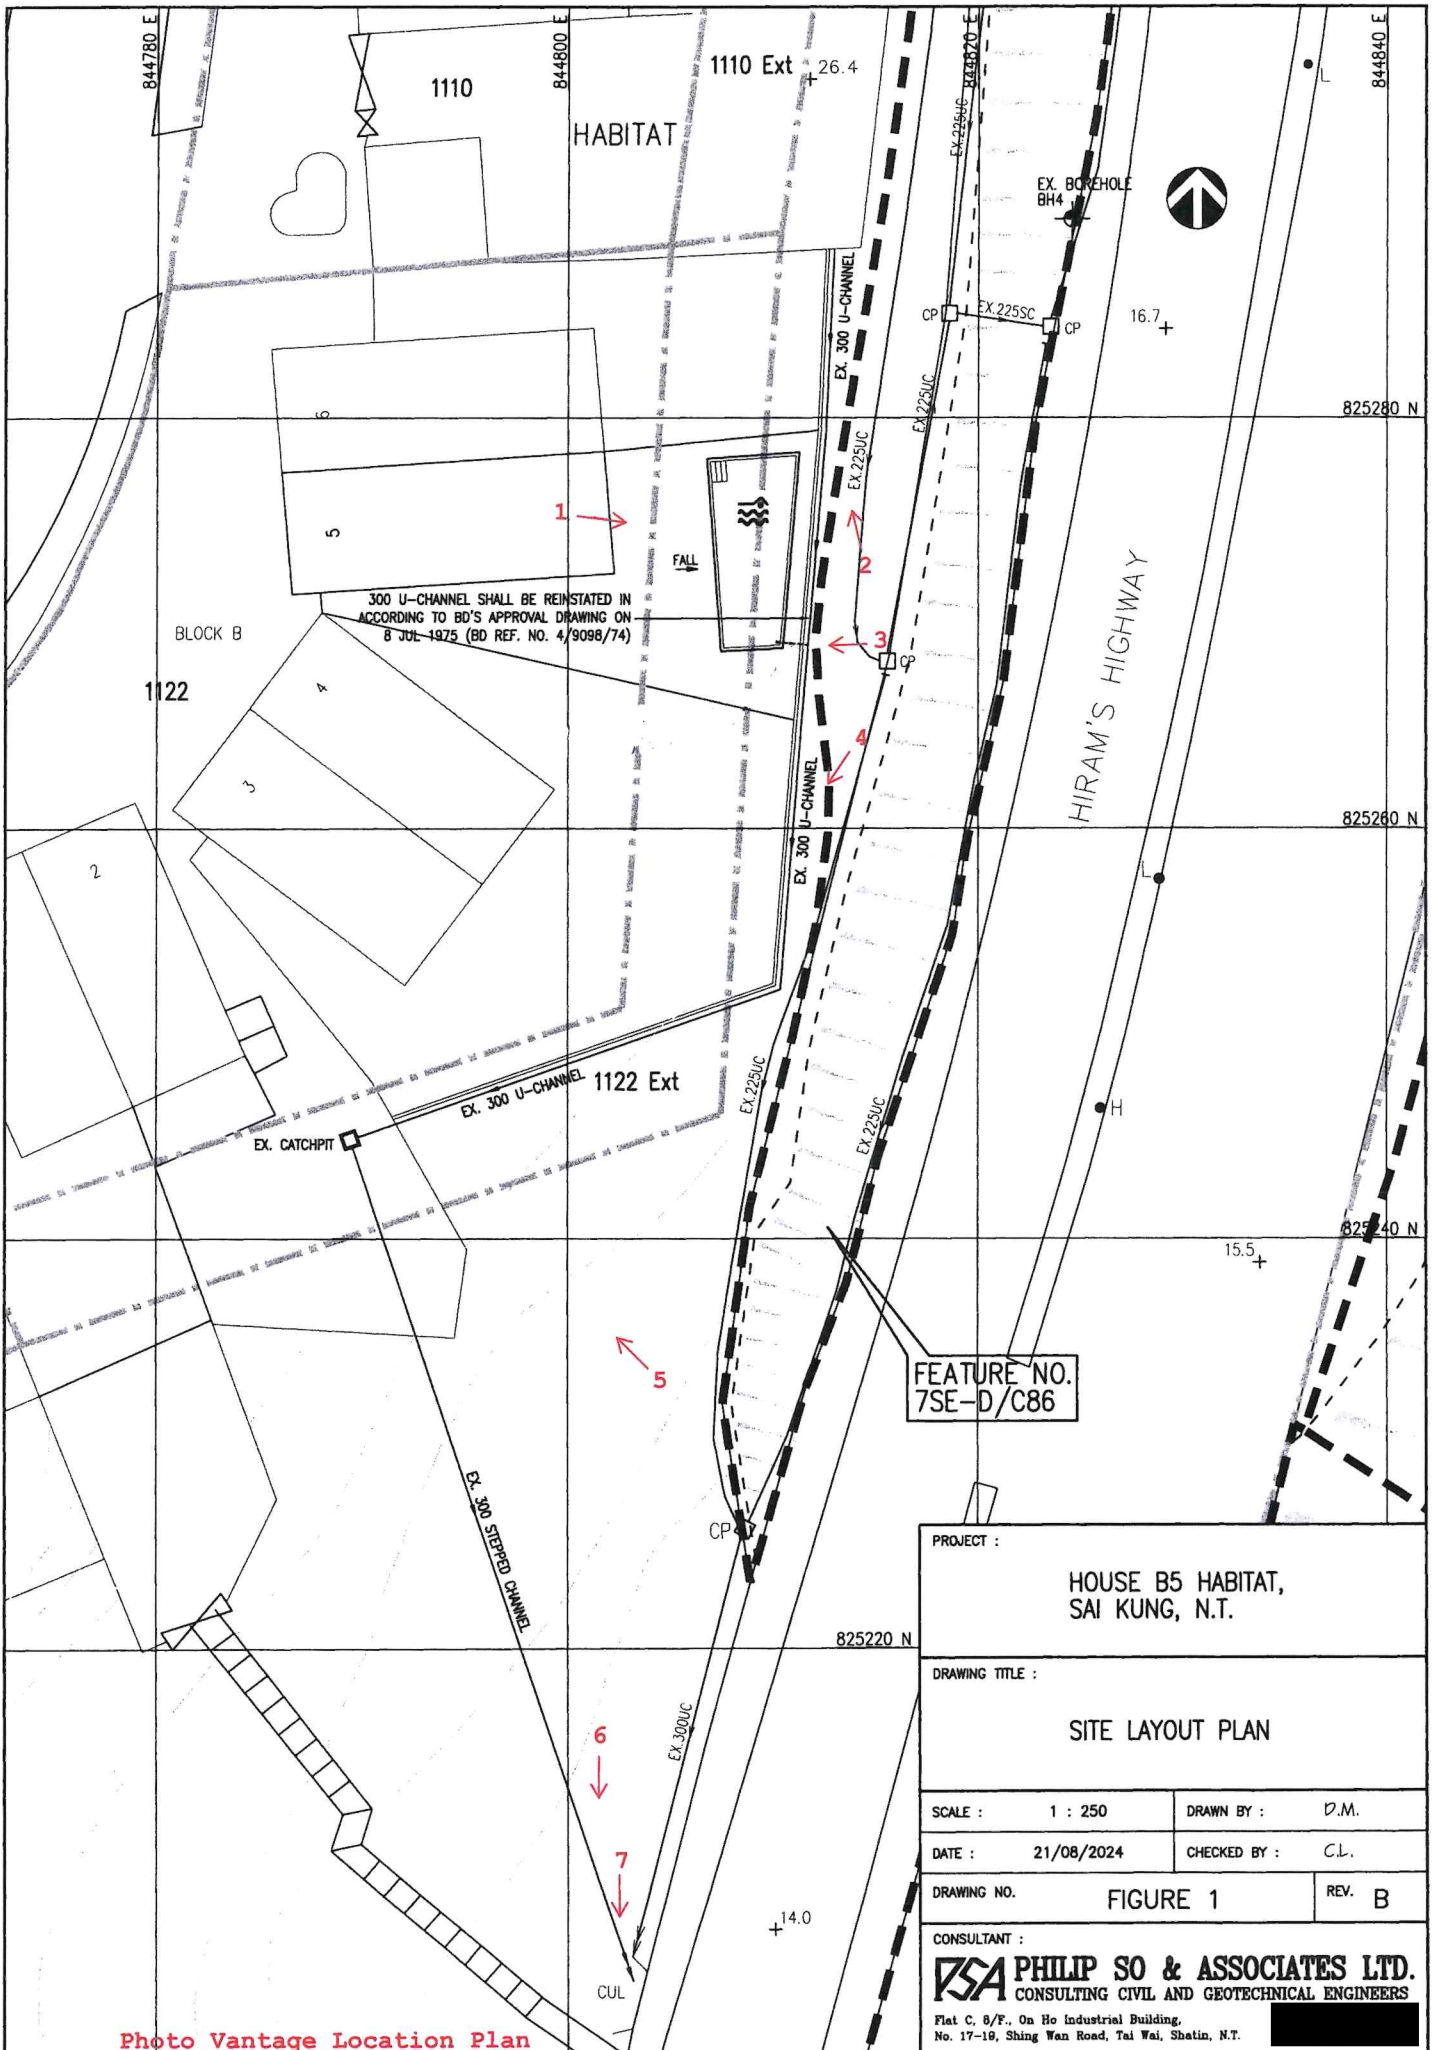 844780 E
844800 E
844820 E
844840 E
1110
1110 Ext
26.4
L
HABITAT
EX.225UC
EX. BOREHOLE
BH4
EX. 300 U-CHANNEL
CP
EX.225SC
CP
16.7
EX.225UC
825280 N
6
EX.225UC
5
1
2
FALL
300 U-CHANNEL SHALL BE REINSTATED IN
ACCORDING TO BD'S APPROVAL DRAWING ON
8 JUL 1975 (BD REF. NO. 4/9098/74)
BLOCK B
3
CP
HIRAM'S HIGHWAY
1122
4
4
3
EX. 300 U-CHANNEL
825260 N
2
L
EX.225UC
1122 Ext
EX. 300 U-CHANNEL
EX.225UC
H
EX. CATCHPIT
825240 N
15.5
5
FEATURE NO.
7SE-D/C86
EX. 300 STEPPED CHANNEL
CP
825220 N
EX.300UC
6
7
14.0
CUL
Photo Vantage Location Plan
PROJECT :
HOUSE B5 HABITAT,
SAI KUNG, N.T.
DRAWING TITLE :
SITE LAYOUT PLAN
SCALE : 1 : 250
DRAWN BY : D.M.
DATE : 21/08/2024
CHECKED BY : C.L.
DRAWING NO. FIGURE 1
REV. B
CONSULTANT :
PSA PHILIP SO & ASSOCIATES LTD.
CONSULTING CIVIL AND GEOTECHNICAL ENGINEERS
Flat C, 8/F., On Ho Industrial Building,
No. 17-19, Shing Wan Road, Tai Wai, Shatin, N.T.